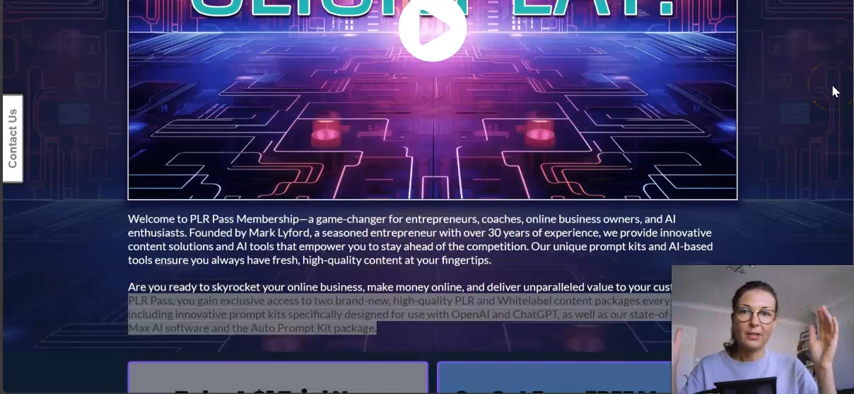 CLICK PLAY!
Contact Us
Welcome to PLR Pass Membership—a game-changer for entrepreneurs, coaches, online business owners, and AI
enthusiasts. Founded by Mark Lyford, a seasoned entrepreneur with over 30 years of experience, we provide innovative
content solutions and AI tools that empower you to stay ahead of the competition. Our unique prompt kits and AI-based
tools ensure you always have fresh, high-quality content at your fingertips.
Are you ready to skyrocket your online business, make money online, and deliver unparalleled value to your
PLR Pass, you gain exclusive access to two brand-new, high-quality PLR and Whitelabel content packages every
including innovative prompt kits specifically designed for use with OpenAI and ChatGPT, as well as our
Max AI software and the Auto Prompt Kit package.